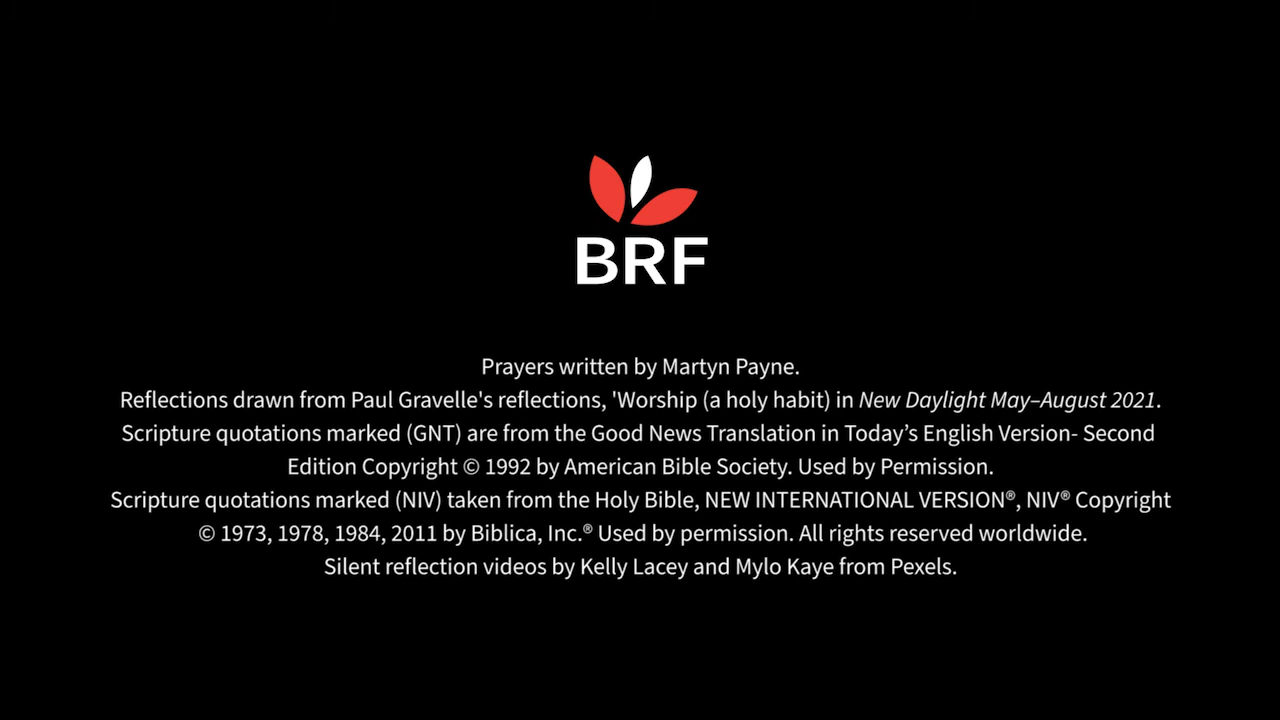 BRF
Prayers written by Martyn Payne.
Reflections drawn from Paul Gravelle's reflections, 'Worship (a holy habit) in New Daylight May–August 2021.
Scripture quotations marked (GNT) are from the Good News Translation in Today’s English Version- Second
Edition Copyright © 1992 by American Bible Society. Used by Permission.
Scripture quotations marked (NIV) taken from the Holy Bible, NEW INTERNATIONAL VERSION®, NIV® Copyright
© 1973, 1978, 1984, 2011 by Biblica, Inc.® Used by permission. All rights reserved worldwide.
Silent reflection videos by Kelly Lacey and Mylo Kaye from Pexels.